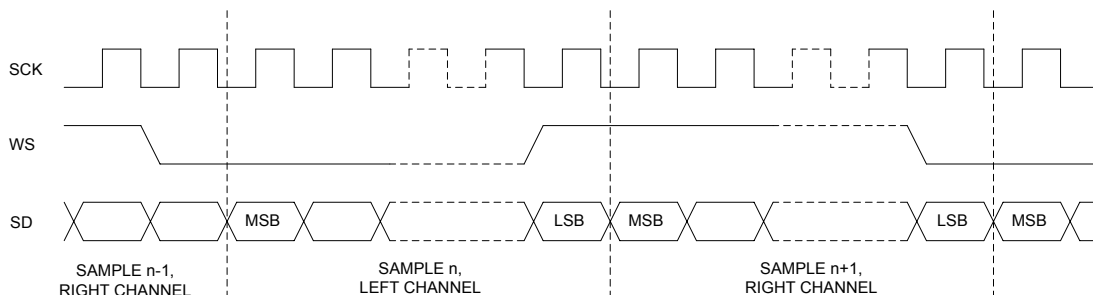 SCK
WS
SD
MSB
LSB
MSB
LSB
MSB
SAMPLE n-1,
RIGHT CHANNEL
SAMPLE n,
LEFT CHANNEL
SAMPLE n+1,
RIGHT CHANNEL